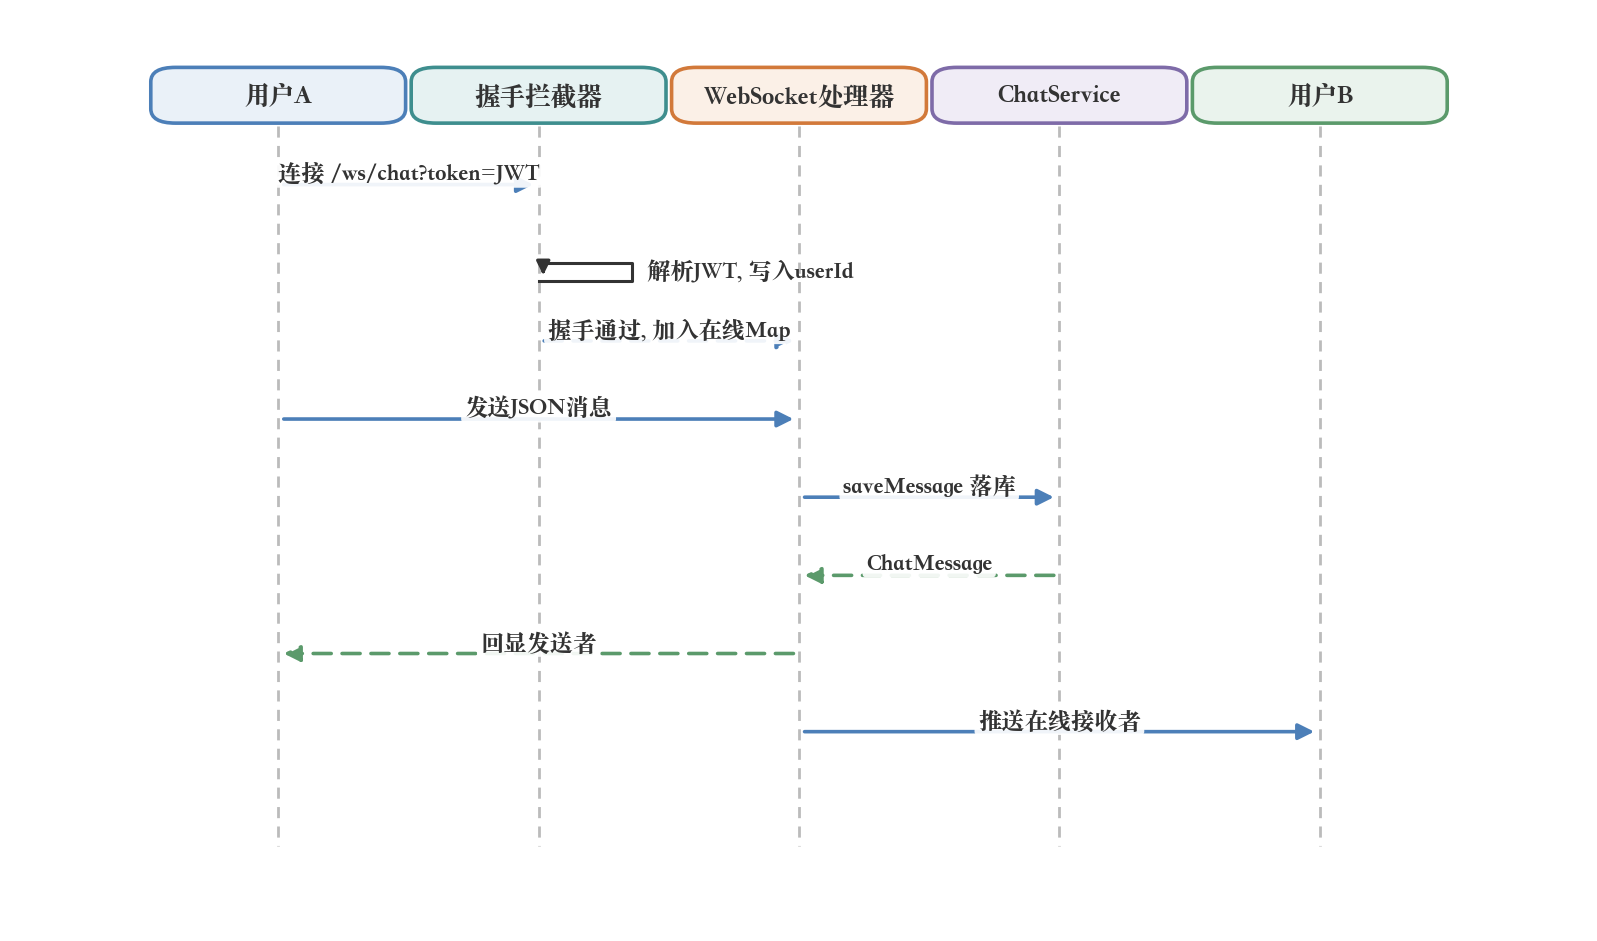 用户A
握手拦截器
WebSocket处理器
ChatService
用户B
连接 /ws/chat?token=JWT
解析JWT, 写入userId
握手通过, 加入在线Map
发送JSON消息
saveMessage 落库
ChatMessage
回显发送者
推送在线接收者